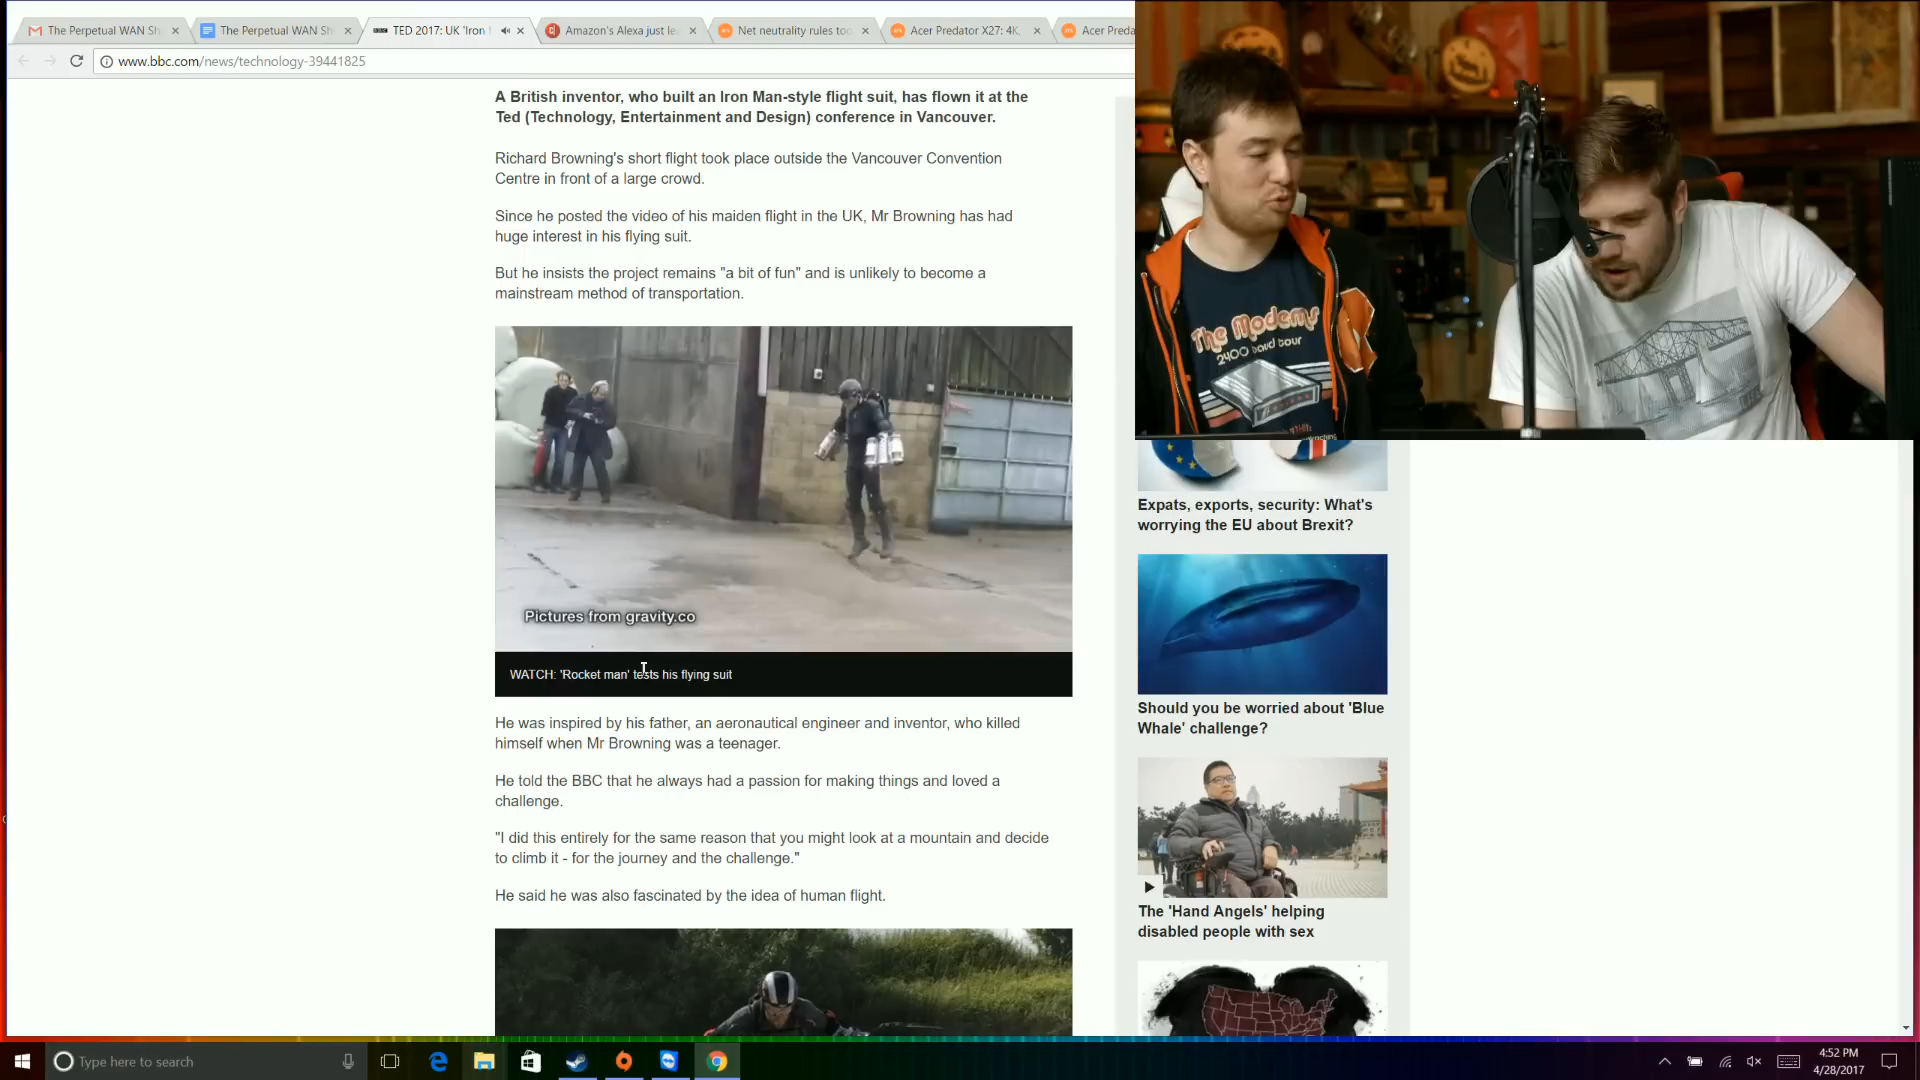 The Perpetual WAN Sh
The Perpetual WAN Sh
TED 2017: UK 'Iron
Amazon's Alexa just le
Net neutrality rules too
Acer Predator X27: 4K,
Acer Preda
www.bbc.com/news/technology-39441825
A British inventor, who built an Iron Man-style flight suit, has flown it at the
Ted (Technology, Entertainment and Design) conference in Vancouver.
Richard Browning's short flight took place outside the Vancouver Convention
Centre in front of a large crowd.
Since he posted the video of his maiden flight in the UK, Mr Browning has had
huge interest in his flying suit.
But he insists the project remains "a bit of fun" and is unlikely to become a
mainstream method of transportation.
Pictures from gravity.co
WATCH: 'Rocket man' tests his flying suit
He was inspired by his father, an aeronautical engineer and inventor, who killed
himself when Mr Browning was a teenager.
He told the BBC that he always had a passion for making things and loved a
challenge.
"I did this entirely for the same reason that you might look at a mountain and decide
to climb it - for the journey and the challenge."
He said he was also fascinated by the idea of human flight.
The Modems
2400 baud tour
Expats, exports, security: What's
worrying the EU about Brexit?
Should you be worried about 'Blue
Whale' challenge?
The 'Hand Angels' helping
disabled people with sex
Type here to search
4:52 PM
4/28/2017